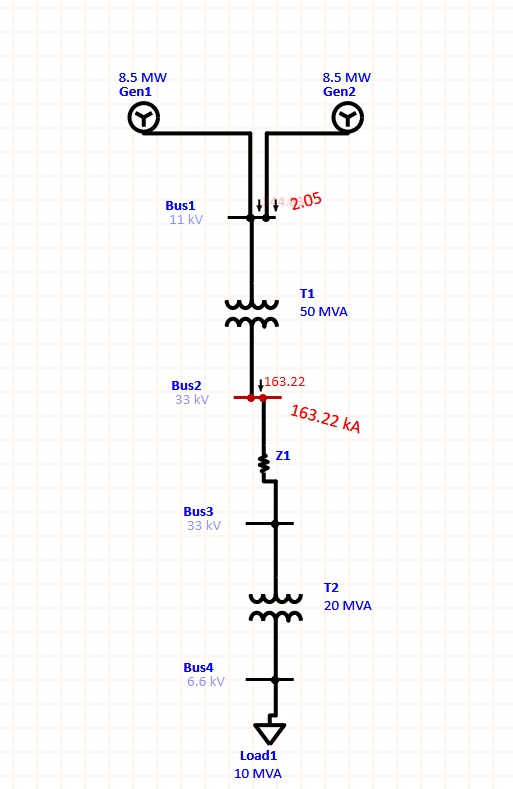 8.5 MW
Gen1
8.5 MW
Gen2
Bus1
11 kV
2.05
T1
50 MVA
Bus2
33 kV
163.22
163.22 kA
Z1
Bus3
33 kV
T2
20 MVA
Bus4
6.6 kV
Load1
10 MVA